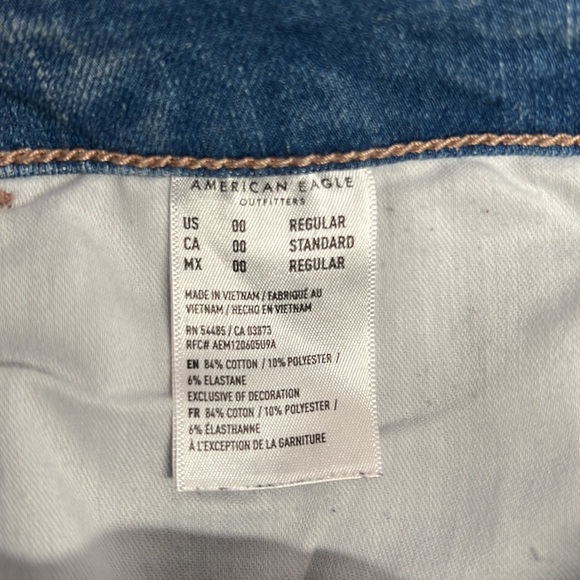 AMERICAN EAGLE
OUTFITTERS
US 00 REGULAR
CA 00 STANDARD
MX 00 REGULAR
MADE IN VIETNAM / FABRIQUÉ AU
VIETNAM / HECHO EN VIETNAM
RN 54485 / CA 03873
RFC# AEM120605U9A
EN 84% COTTON / 10% POLYESTER /
6% ELASTANE
EXCLUSIVE OF DECORATION
FR 84% COTON / 10% POLYESTER /
6% ÉLASTHANNE
À L'EXCEPTION DE LA GARNITURE